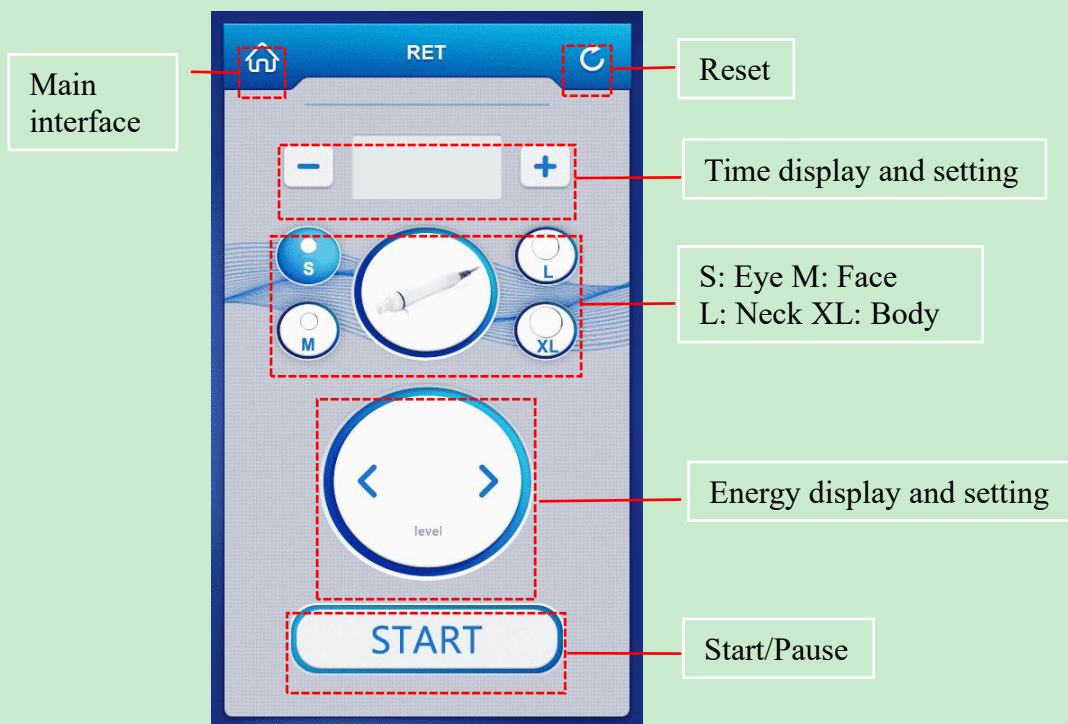 RET
Main
interface
Reset
Time display and setting
S
L
M
XL
S: Eye M: Face
L: Neck XL: Body
level
Energy display and setting
START
Start/Pause